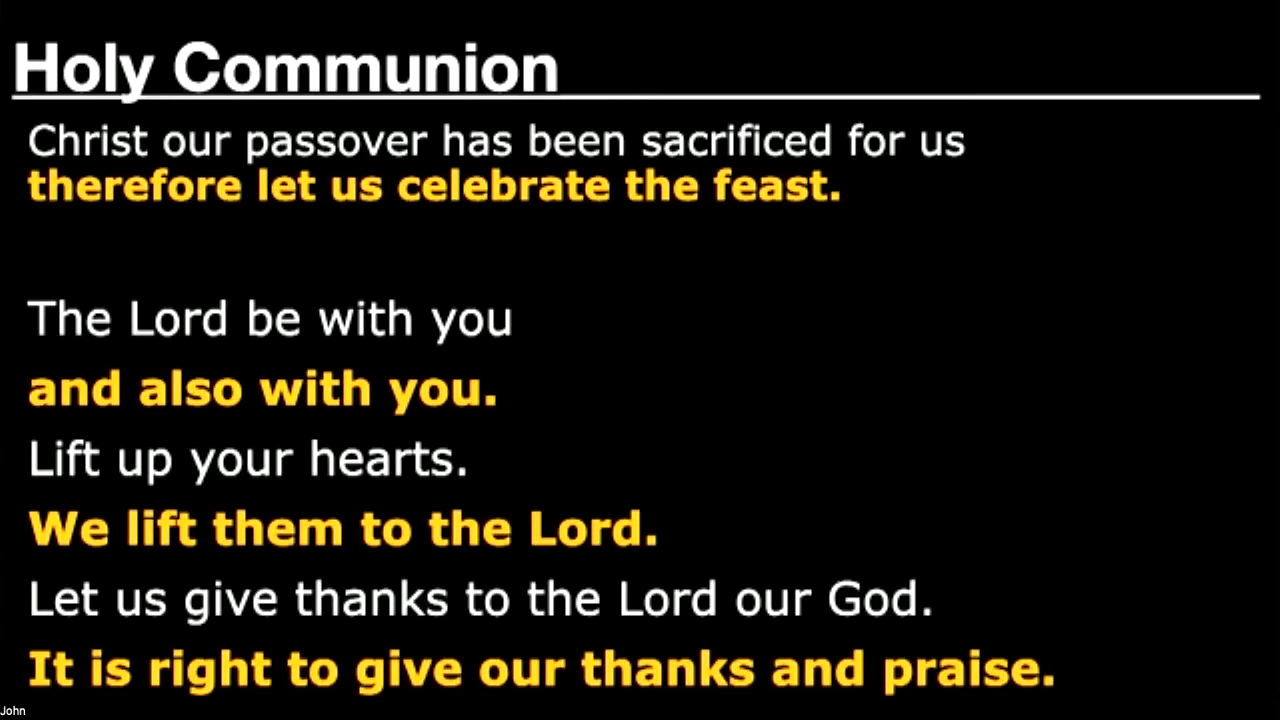 Holy Communion
Christ our passover has been sacrificed for us
therefore let us celebrate the feast.
The Lord be with you
and also with you.
Lift up your hearts.
We lift them to the Lord.
Let us give thanks to the Lord our God.
It is right to give our thanks and praise.
John